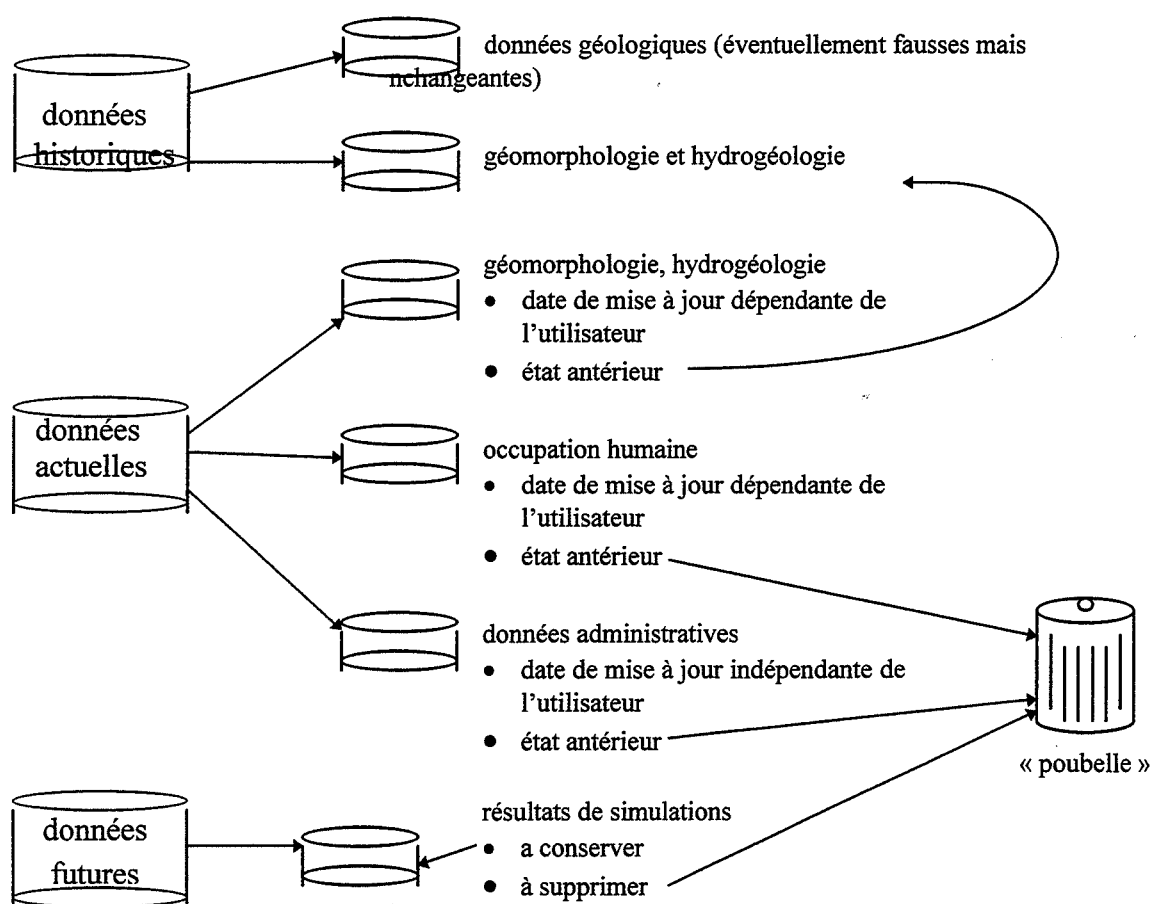 données géologiques (éventuellement fausses mais
nchangeantes)
données
historiques
géomorphologie et hydrogéologie
géomorphologie, hydrogéologie
• date de mise à jour dépendante de
l'utilisateur
• état antérieur
données
actuelles
occupation humaine
• date de mise à jour dépendante de
l'utilisateur
• état antérieur
données administratives
• date de mise à jour indépendante de
l'utilisateur
• état antérieur
« poubelle »
données
futures
résultats de simulations
• a conserver
• à supprimer